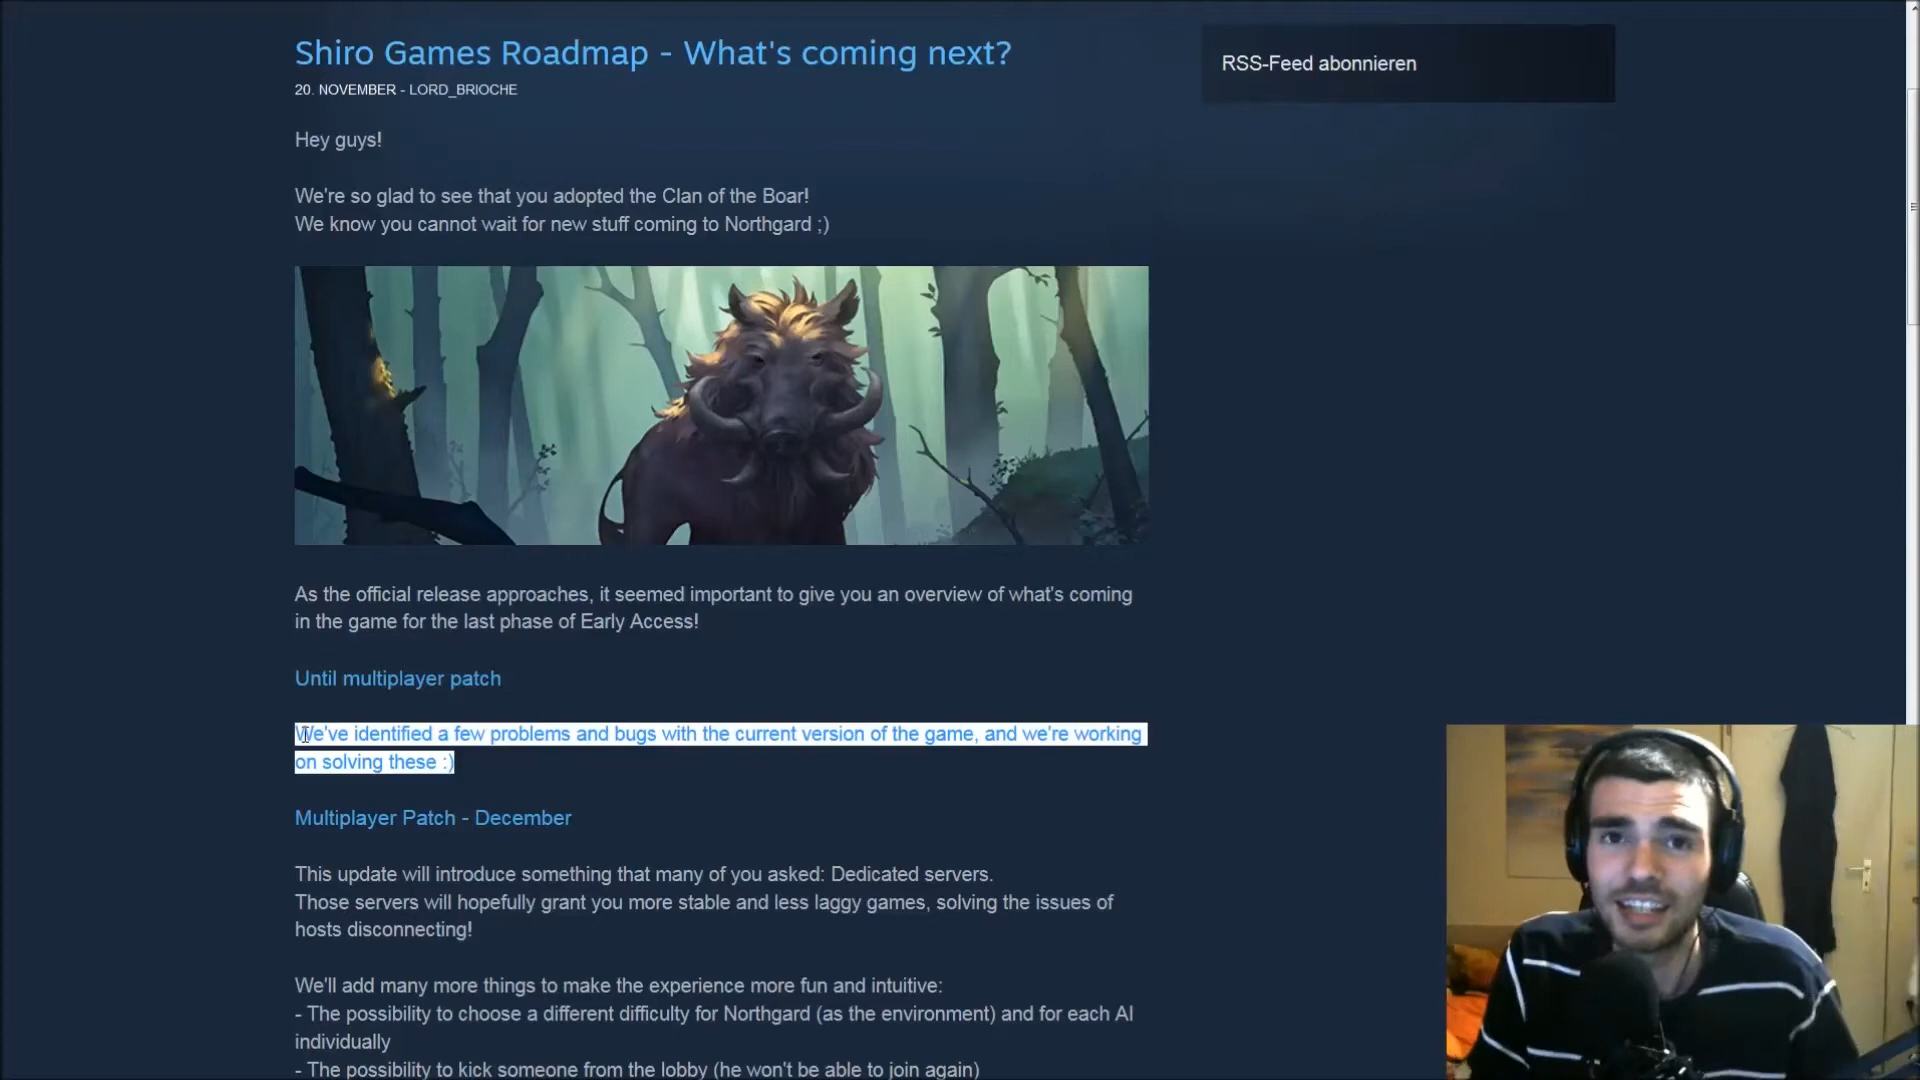 Shiro Games Roadmap - What's coming next?
RSS-Feed abonnieren
20. NOVEMBER - LORD_BRIOCHE
Hey guys!
We're so glad to see that you adopted the Clan of the Boar!
We know you cannot wait for new stuff coming to Northgard ;)
As the official release approaches, it seemed important to give you an overview of what's coming
in the game for the last phase of Early Access!
Until multiplayer patch
We've identified a few problems and bugs with the current version of the game, and we're working
on solving these :)
Multiplayer Patch - December
This update will introduce something that many of you asked: Dedicated servers.
Those servers will hopefully grant you more stable and less laggy games, solving the issues of
hosts disconnecting!
We'll add many more things to make the experience more fun and intuitive:
- The possibility to choose a different difficulty for Northgard (as the environment) and for each AI
individually
- The possibility to kick someone from the lobby (he won't be able to join again)